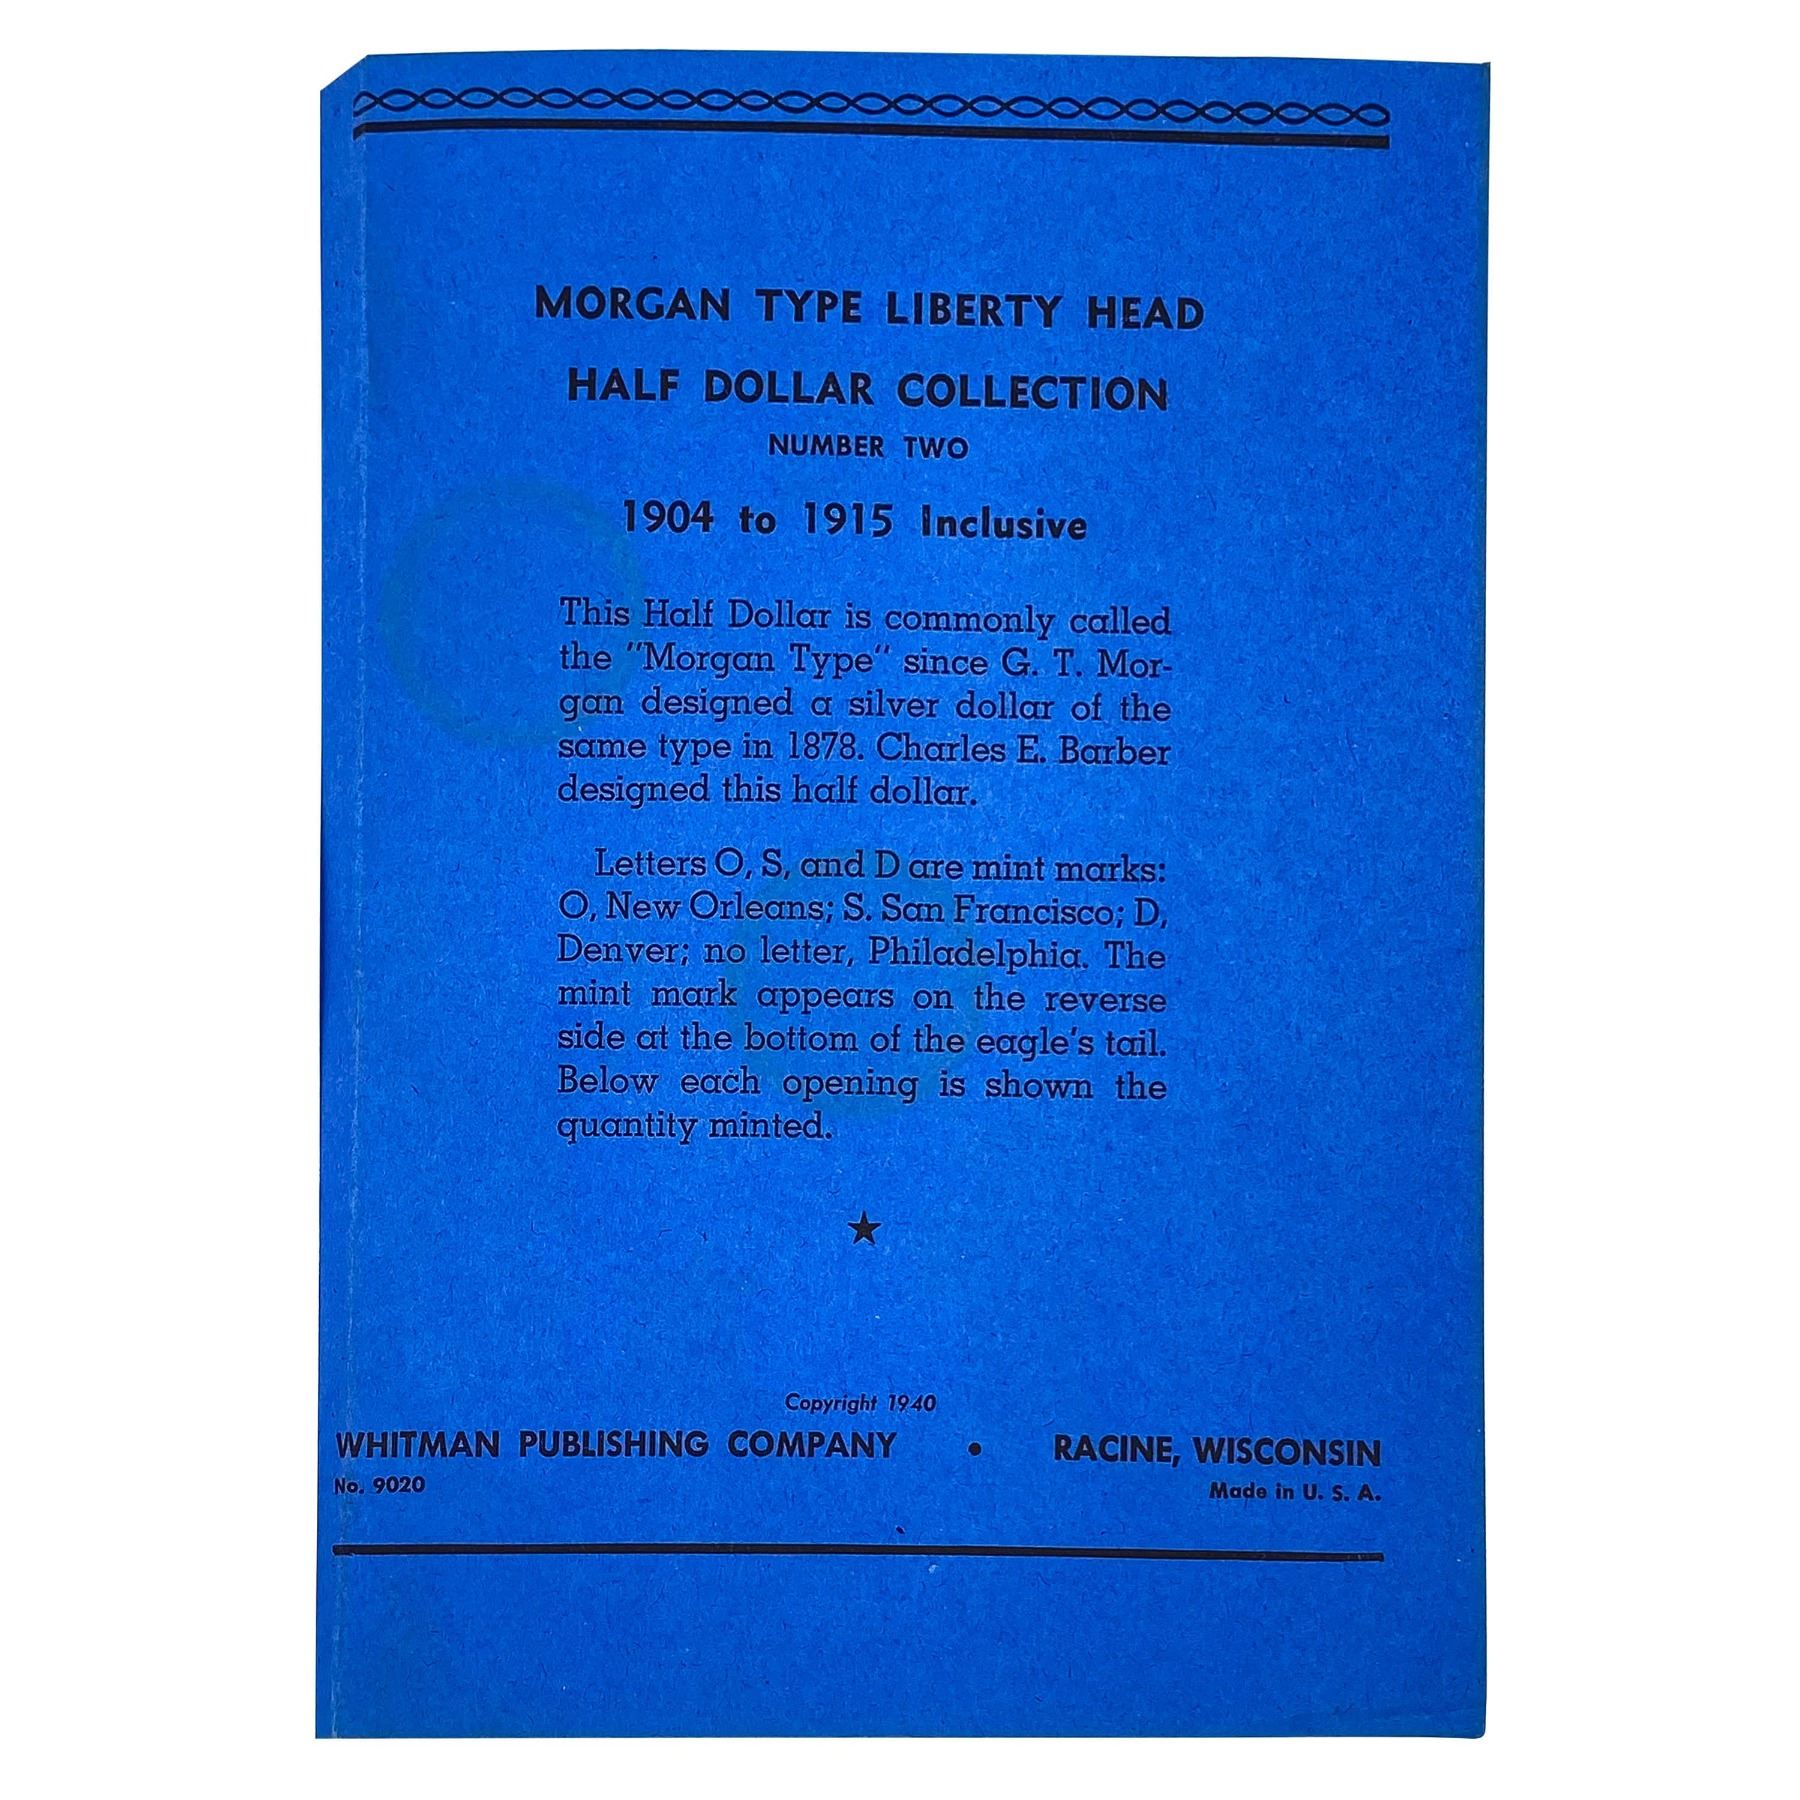 MORGAN TYPE LIBERTY HEAD
HALF DOLLAR COLLECTION
NUMBER TWO
1904 to 1915 Inclusive
This Half Dollar is commonly called
the "Morgan Type" since G. T. Mor-
gan designed a silver dollar of the
same type in 1878. Charles E. Barber
designed this half dollar.
Letters O, S, and D are mint marks:
O, New Orleans; S. San Francisco; D,
Denver; no letter, Philadelphia. The
mint mark appears on the reverse
side at the bottom of the eagle's tail.
Below each opening is shown the
quantity minted.
Copyright 1940
WHITMAN PUBLISHING COMPANY • RACINE, WISCONSIN
No. 9020 Made in U. S. A.